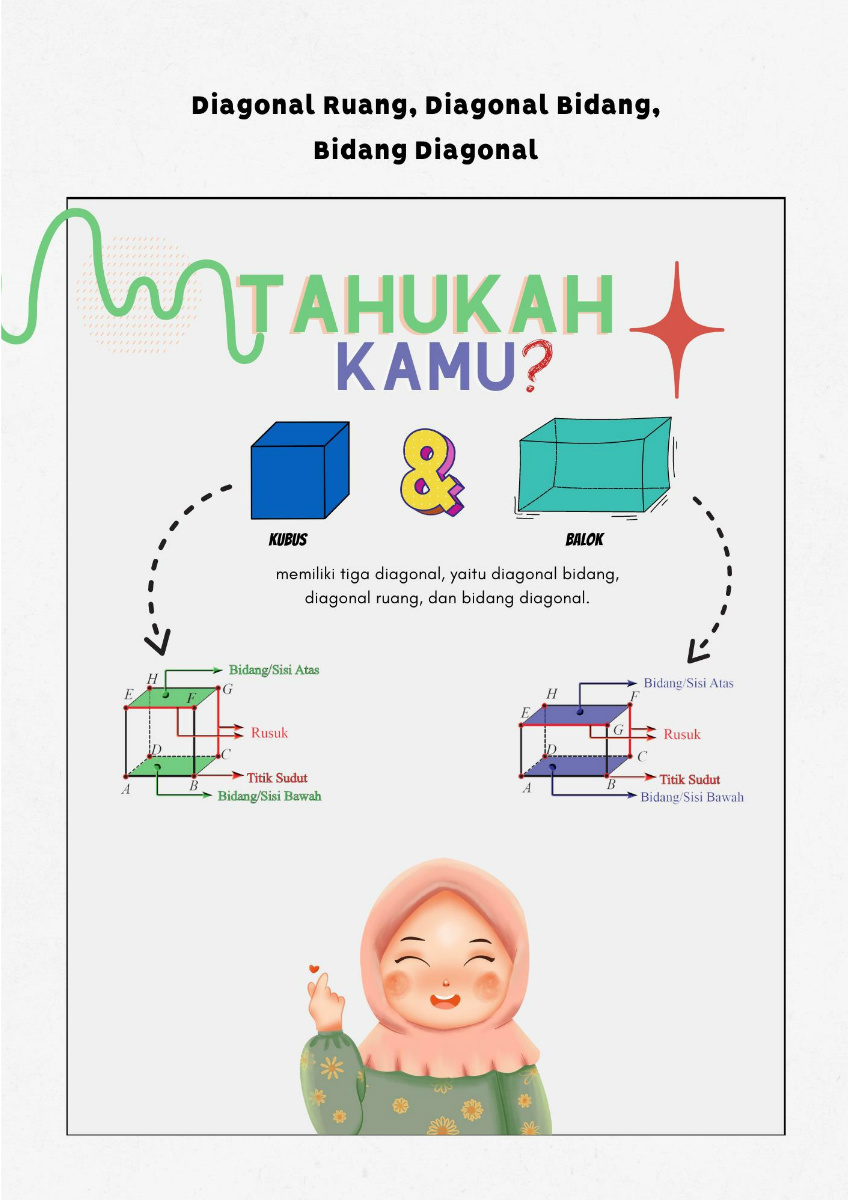 Diagonal Ruang, Diagonal Bidang,
Bidang Diagonal
TAHUKAH
KAMU?
&
KUBUS
BALOK
memiliki tiga diagonal, yaitu diagonal bidang,
diagonal ruang, dan bidang diagonal.
Bidang/Sisi Atas
H
E
F
G
Rusuk
D
C
Titik Sudut
A
B
Bidang/Sisi Bawah
Bidang/Sisi Atas
H
F
E
G
Rusuk
D
C
Titik Sudut
A
B
Bidang/Sisi Bawah